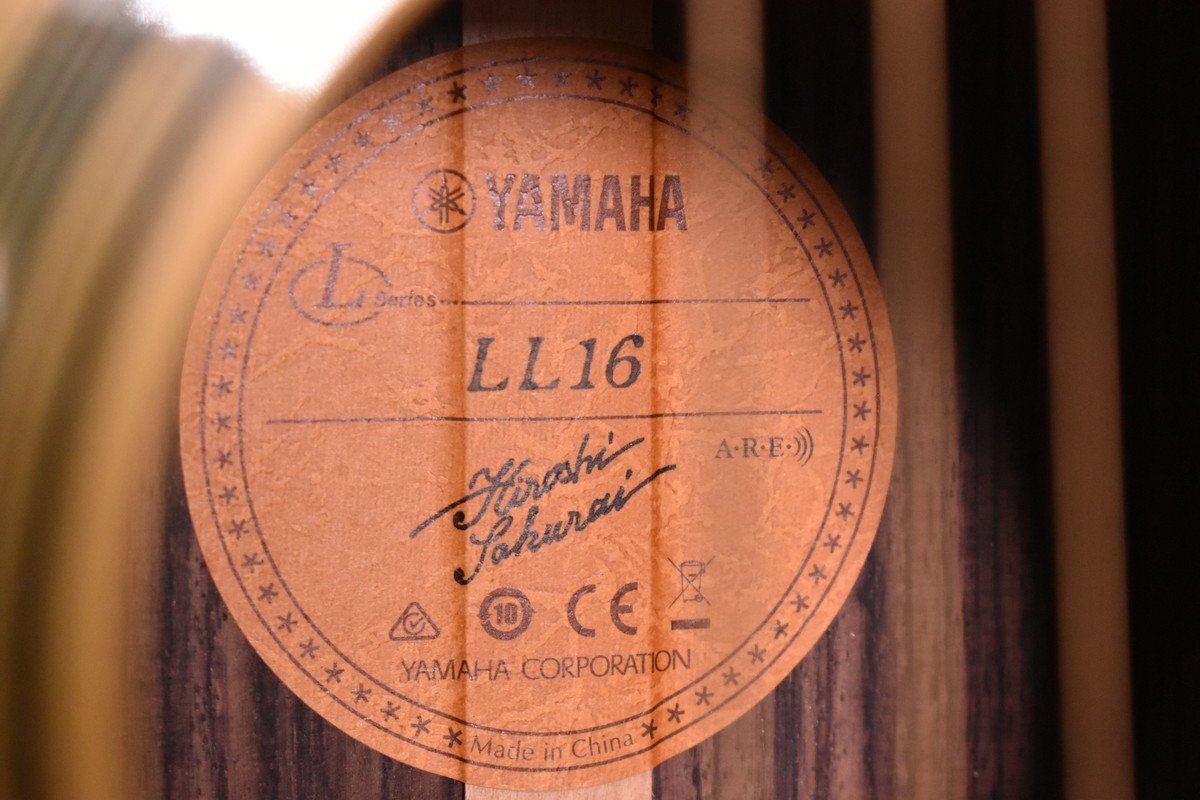 YAMAHA
L Series
LL16
A·R·E·
Hiroshi
Sakurai
10
CE
YAMAHA CORPORATION
Made in China